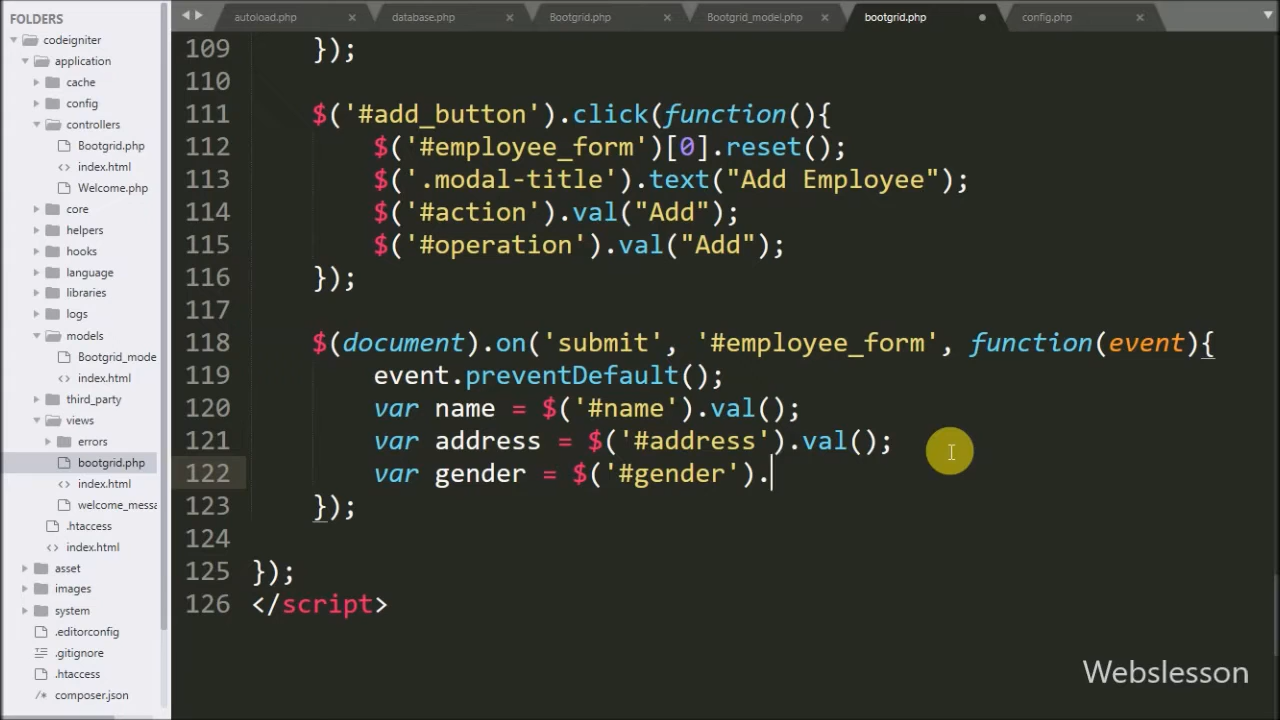 FOLDERS
codeigniter
application
cache
config
controllers
Bootgrid.php
index.html
Welcome.php
core
helpers
hooks
language
libraries
logs
models
Bootgrid_mode
index.html
third_party
views
errors
bootgrid.php
index.html
welcome_messa
.htaccess
index.html
asset
images
system
.editorconfig
.gitignore
.htaccess
composer.json
autoload.php
database.php
Bootgrid.php
Bootgrid_model.php
bootgrid.php
config.php
109 });
110
111 $('#add_button').click(function(){
112 $('#employee_form')[0].reset();
113 $('.modal-title').text("Add Employee");
114 $('#action').val("Add");
115 $('#operation').val("Add");
116 });
117
118 $(document).on('submit', '#employee_form', function(event){
119 event.preventDefault();
120 var name = $('#name').val();
121 var address = $('#address').val();
122 var gender = $('#gender').
123 });
124
125 });
126 </script>
Webslesson